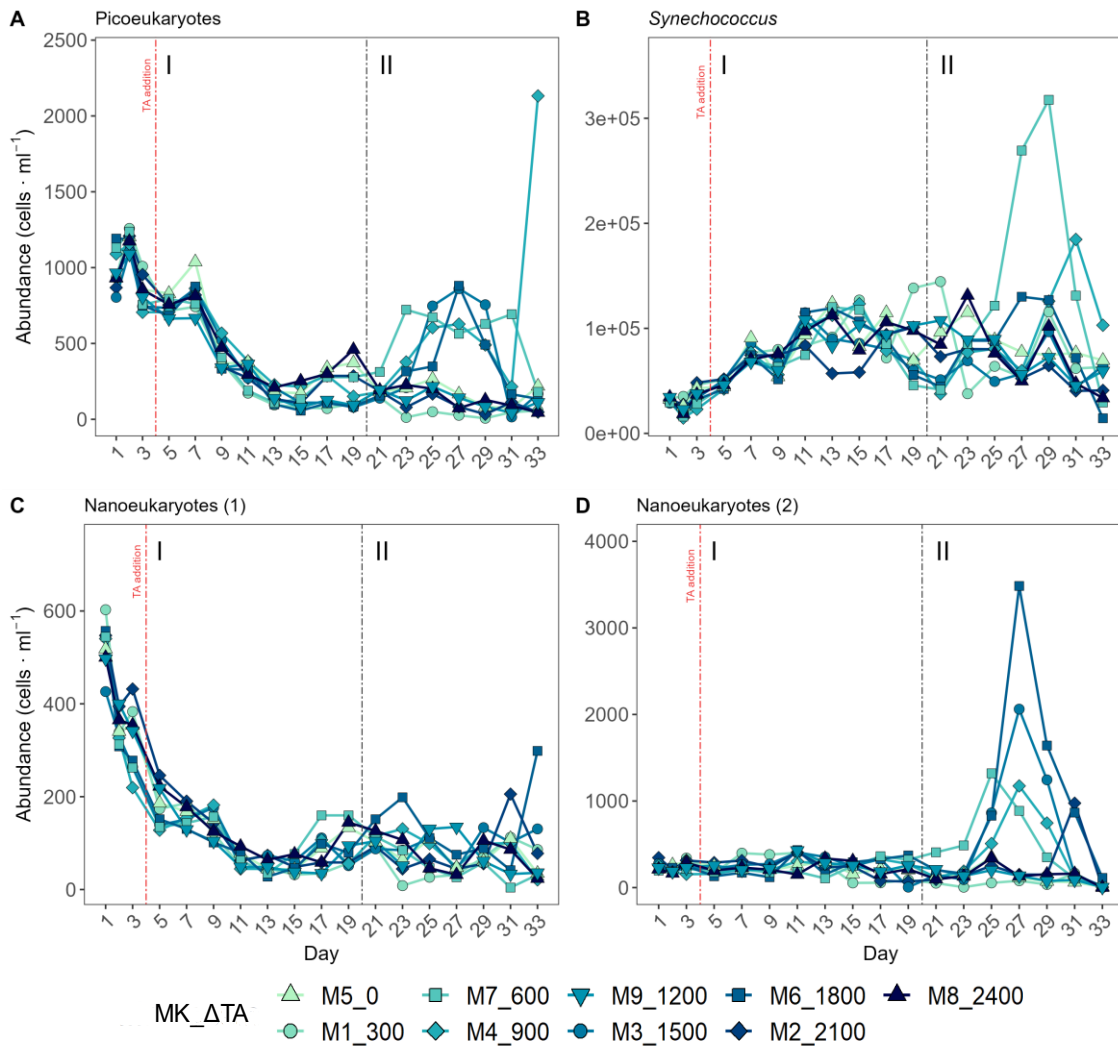 A Picoeukaryotes
Abundance (cells · ml⁻¹)
2500
2000
1500
1000
500
0
TA addition
I
II
1 3 5 7 9 11 13 15 17 19 21 23 25 27 29 31 33
B Synechococcus
3e+05
2e+05
1e+05
0e+00
TA addition
I
II
1 3 5 7 9 11 13 15 17 19 21 23 25 27 29 31 33
C Nanoeukaryotes (1)
Abundance (cells · ml⁻¹)
600
400
200
0
TA addition
I
II
1 3 5 7 9 11 13 15 17 19 21 23 25 27 29 31 33
Day
D Nanoeukaryotes (2)
4000
3000
2000
1000
0
TA addition
I
II
1 3 5 7 9 11 13 15 17 19 21 23 25 27 29 31 33
Day
MK_ΔTA
M5_0 M7_600 M9_1200 M6_1800 M8_2400
M1_300 M4_900 M3_1500 M2_2100